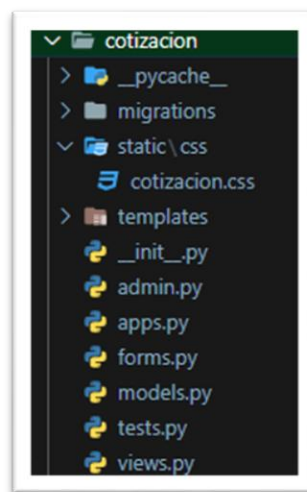 cotizacion
__pycache__
migrations
static\css
cotizacion.css
templates
__init__.py
admin.py
apps.py
forms.py
models.py
tests.py
views.py